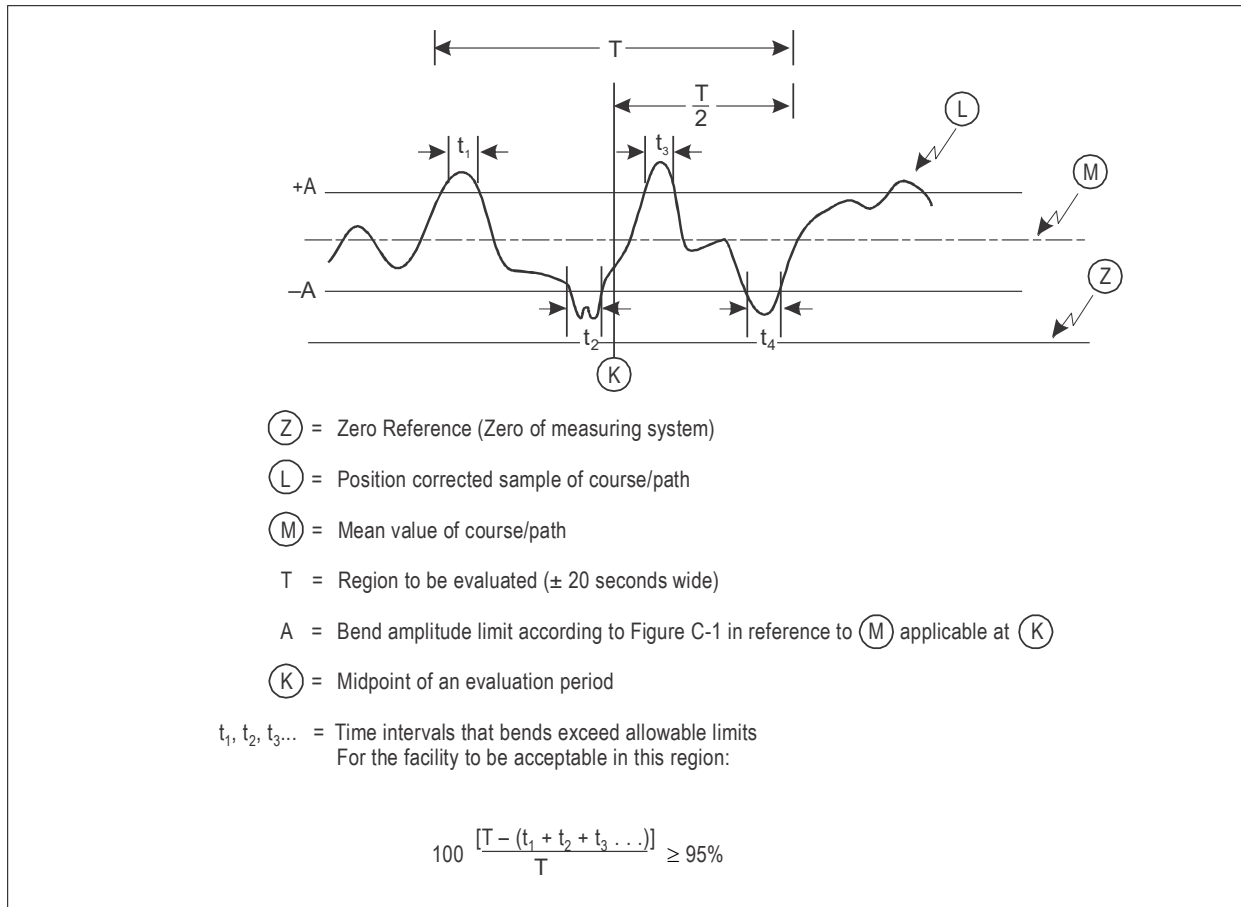 T
T
2
L
t₁
t₃
M
+A
Z
–A
t₂
t₄
K
Z = Zero Reference (Zero of measuring system)
L = Position corrected sample of course/path
M = Mean value of course/path
T = Region to be evaluated (± 20 seconds wide)
A = Bend amplitude limit according to Figure C-1 in reference to M applicable at K
K = Midpoint of an evaluation period
t₁, t₂, t₃... = Time intervals that bends exceed allowable limits
For the facility to be acceptable in this region:
100 [T – (t₁ + t₂ + t₃ . . .)] ≥ 95%
T